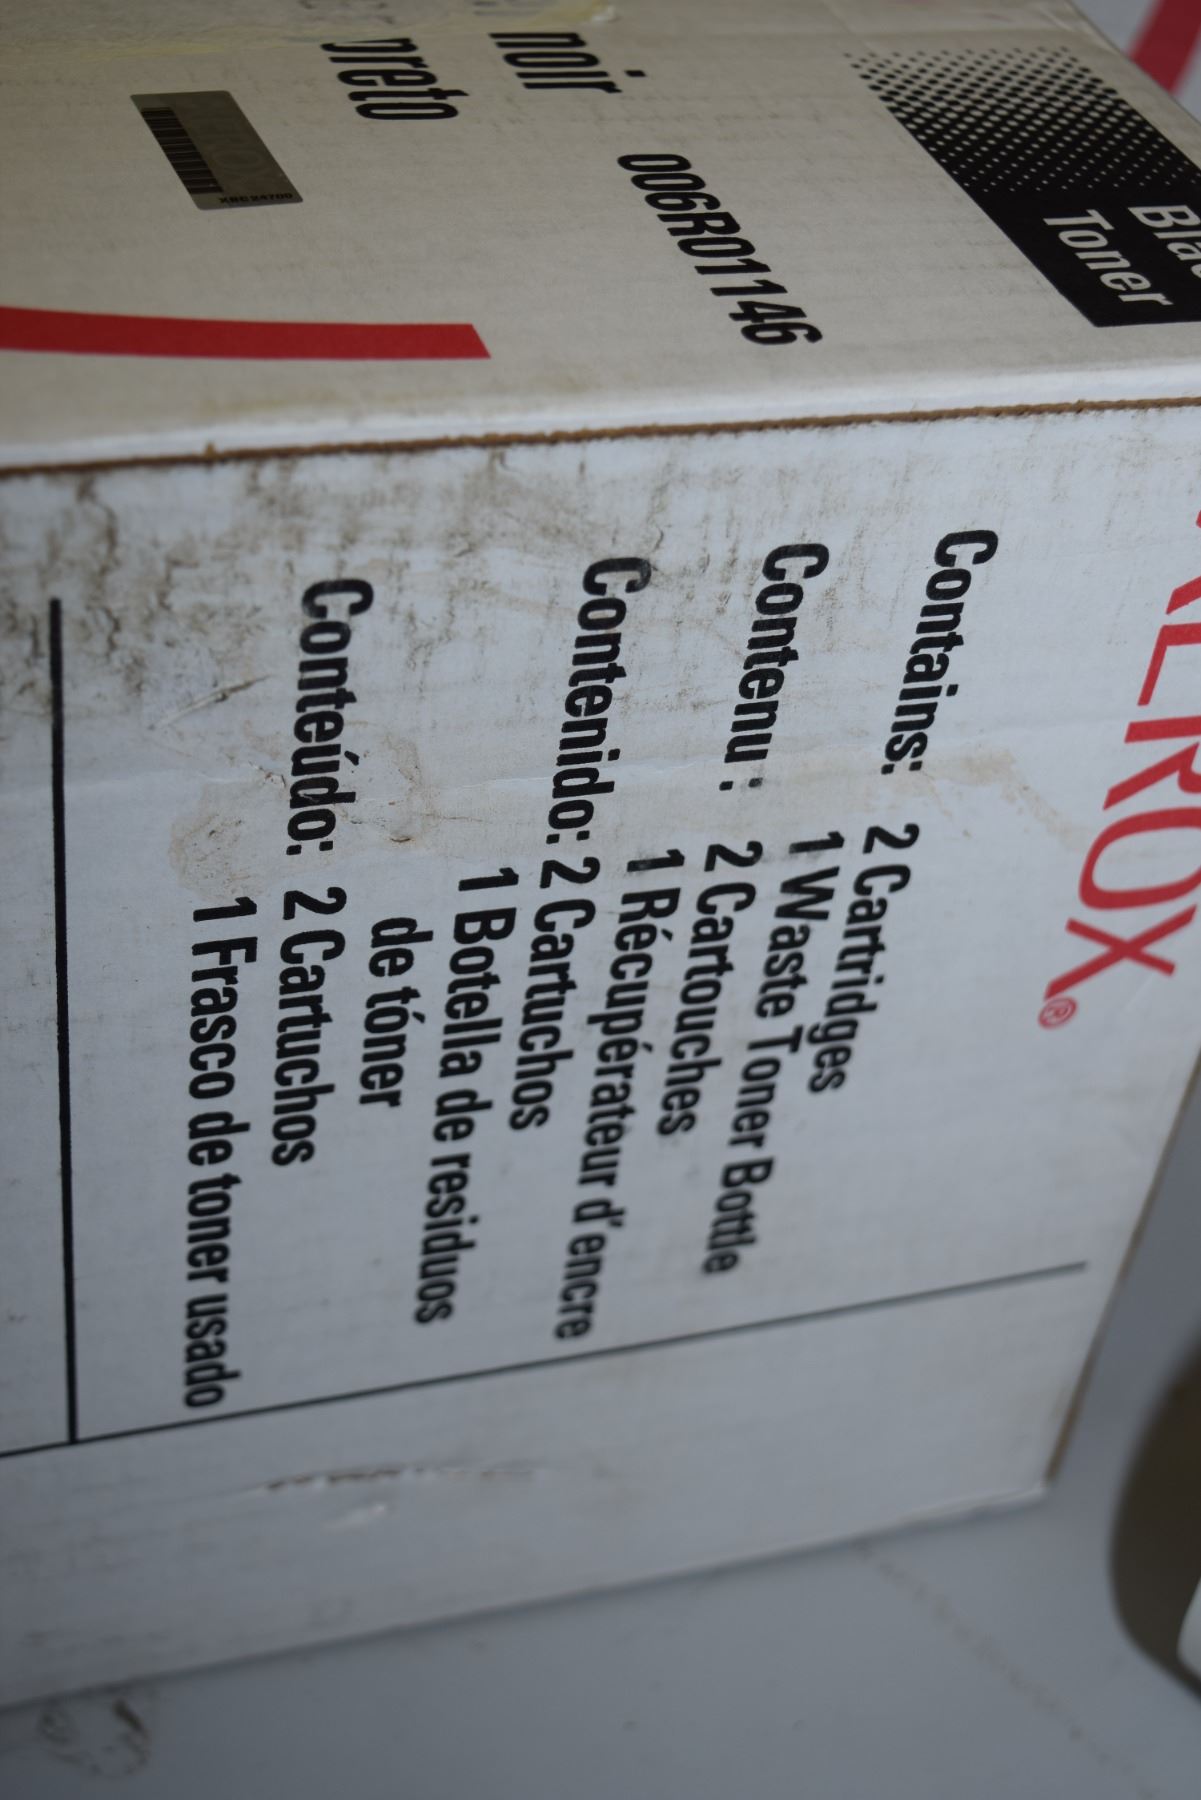 Toner
006R01146
noir
preto
XEROX®
Contains: 2 Cartridges
1 Waste Toner Bottle
Contenu : 2 Cartouches
1 Récupérateur d'encre
Contenido: 2 Cartuchos
1 Botella de residuos
de tóner
Conteúdo: 2 Cartuchos
1 Frasco de toner usado